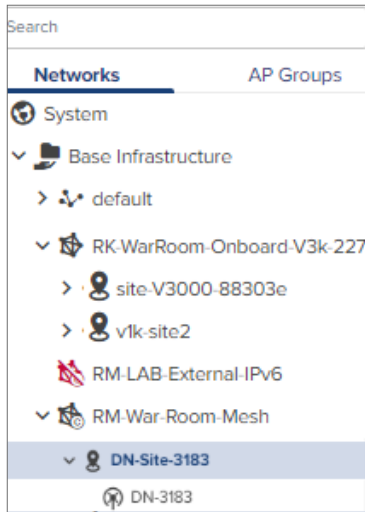 Search
Networks AP Groups
System
Base Infrastructure
default
RK-WarRoom-Onboard-V3k-227
site-V3000-88303e
v1k-site2
RM-LAB-External-IPv6
RM-War-Room-Mesh
DN-Site-3183
DN-3183